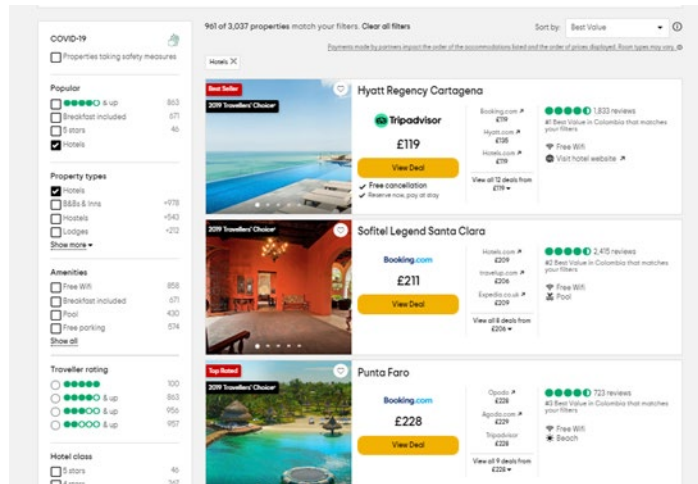 961 of 3,037 properties match your filters. Clear all filters
Sort by: Best Value
Payments made by partners impact the order of the accommodations listed and the order of prices displayed. Room types may vary.
Hotels X
COVID-19
Properties taking safety measures
Popular
& up 863
Breakfast included 671
5 stars 46
Hotels
Property types
Hotels
B&Bs & Inns +978
Hostels +543
Lodges +212
Show more
Amenities
Free Wifi 858
Breakfast included 671
Pool 430
Free parking 574
Show all
Traveller rating
100
& up 863
& up 956
& up 957
Hotel class
5 stars 46
Best Seller
2019 Travellers' Choice
Hyatt Regency Cartagena
Tripadvisor
£119
View Deal
Free cancellation
Reserve now, pay at stay
Booking.com
£119
Hyatt.com
£135
Hotels.com
£119
View all 12 deals from
£119
1,833 reviews
#1 Best Value in Colombia that matches
your filters
Free Wifi
Visit hotel website
2019 Travellers' Choice
Sofitel Legend Santa Clara
Booking.com
£211
View Deal
Hotels.com
£209
travelup.com
£206
Expedia.co.uk
£209
View all 8 deals from
£206
2,415 reviews
#2 Best Value in Colombia that matches
your filters
Free Wifi
Pool
Top Rated
2019 Travellers' Choice
Punta Faro
Booking.com
£228
View Deal
Opodo
£228
Agoda.com
£229
Tripadvisor
£228
View all 9 deals from
£228
723 reviews
#3 Best Value in Colombia that matches
your filters
Free Wifi
Beach